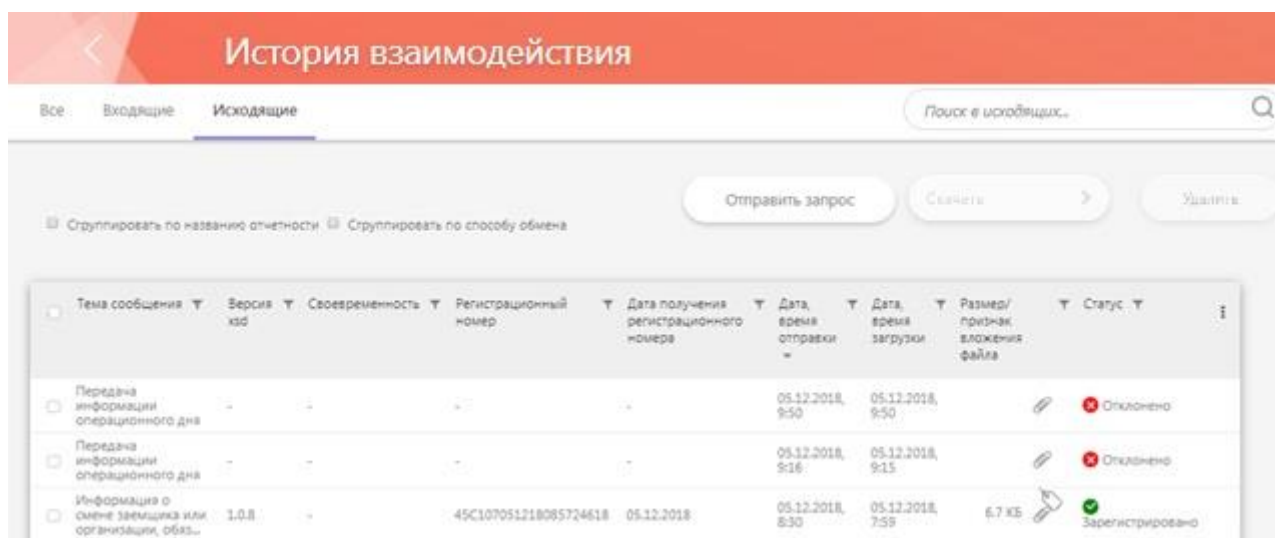 История взаимодействия
Все Входящие Исходящие Поиск в исходящих...
Отправить запрос Скачать Удалить
Сгруппировать по названию отчетности Сгруппировать по способу обмена
Тема сообщения Версия xsd Своевременность Регистрационный номер Дата получения регистрационного номера Дата, время отправки Дата, время загрузки Размер/ признак вложения файла Статус
Передача информации операционного дня - - - - 05.12.2018, 9:50 05.12.2018, 9:50 Отклонено
Передача информации операционного дня - - - - 05.12.2018, 9:16 05.12.2018, 9:15 Отклонено
Информация о смене заемщика или организации, обяз... 1.0.8 - 45C107051218085724618 05.12.2018 05.12.2018, 8:30 05.12.2018, 7:59 6.7 КБ Зарегистрировано